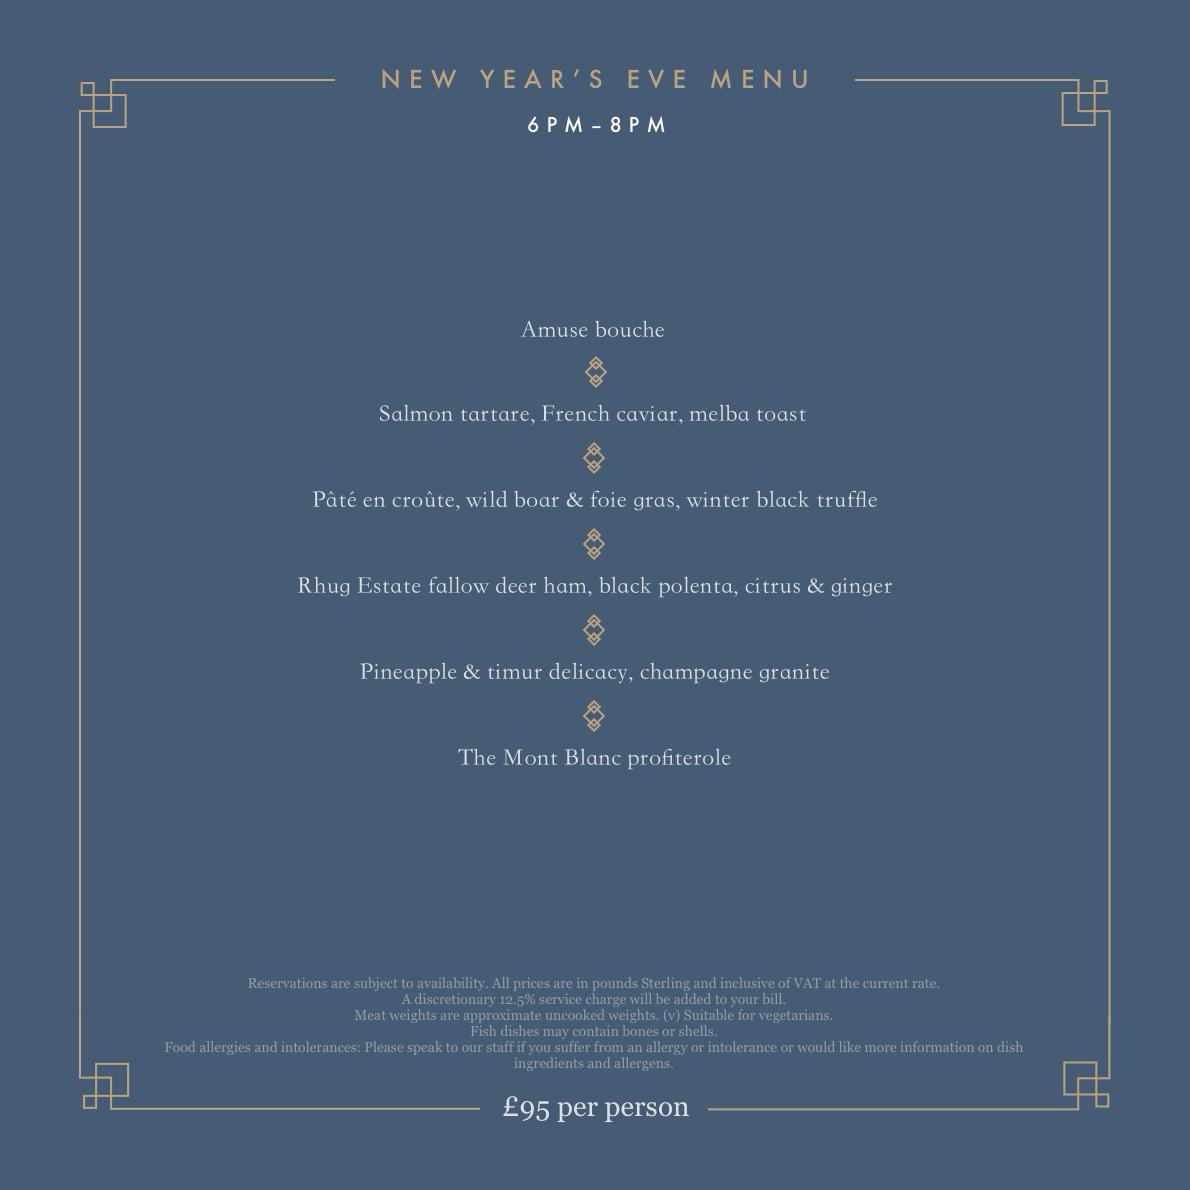 NEW YEAR’S EVE MENU
6PM–8PM
Amuse bouche
Salmon tartare, French caviar, melba toast
Pâté en croûte, wild boar & foie gras, winter black truffle
Rhug Estate fallow deer ham, black polenta, citrus & ginger
Pineapple & timur delicacy, champagne granite
The Mont Blanc profiterole
Reservations are subject to availability. All prices are in pounds Sterling and inclusive of VAT at the current rate.
A discretionary 12.5% service charge will be added to your bill.
Meat weights are approximate uncooked weights. (v) Suitable for vegetarians.
Fish dishes may contain bones or shells.
Food allergies and intolerances: Please speak to our staff if you suffer from an allergy or intolerance or would like more information on dish
ingredients and allergens.
£95 per person